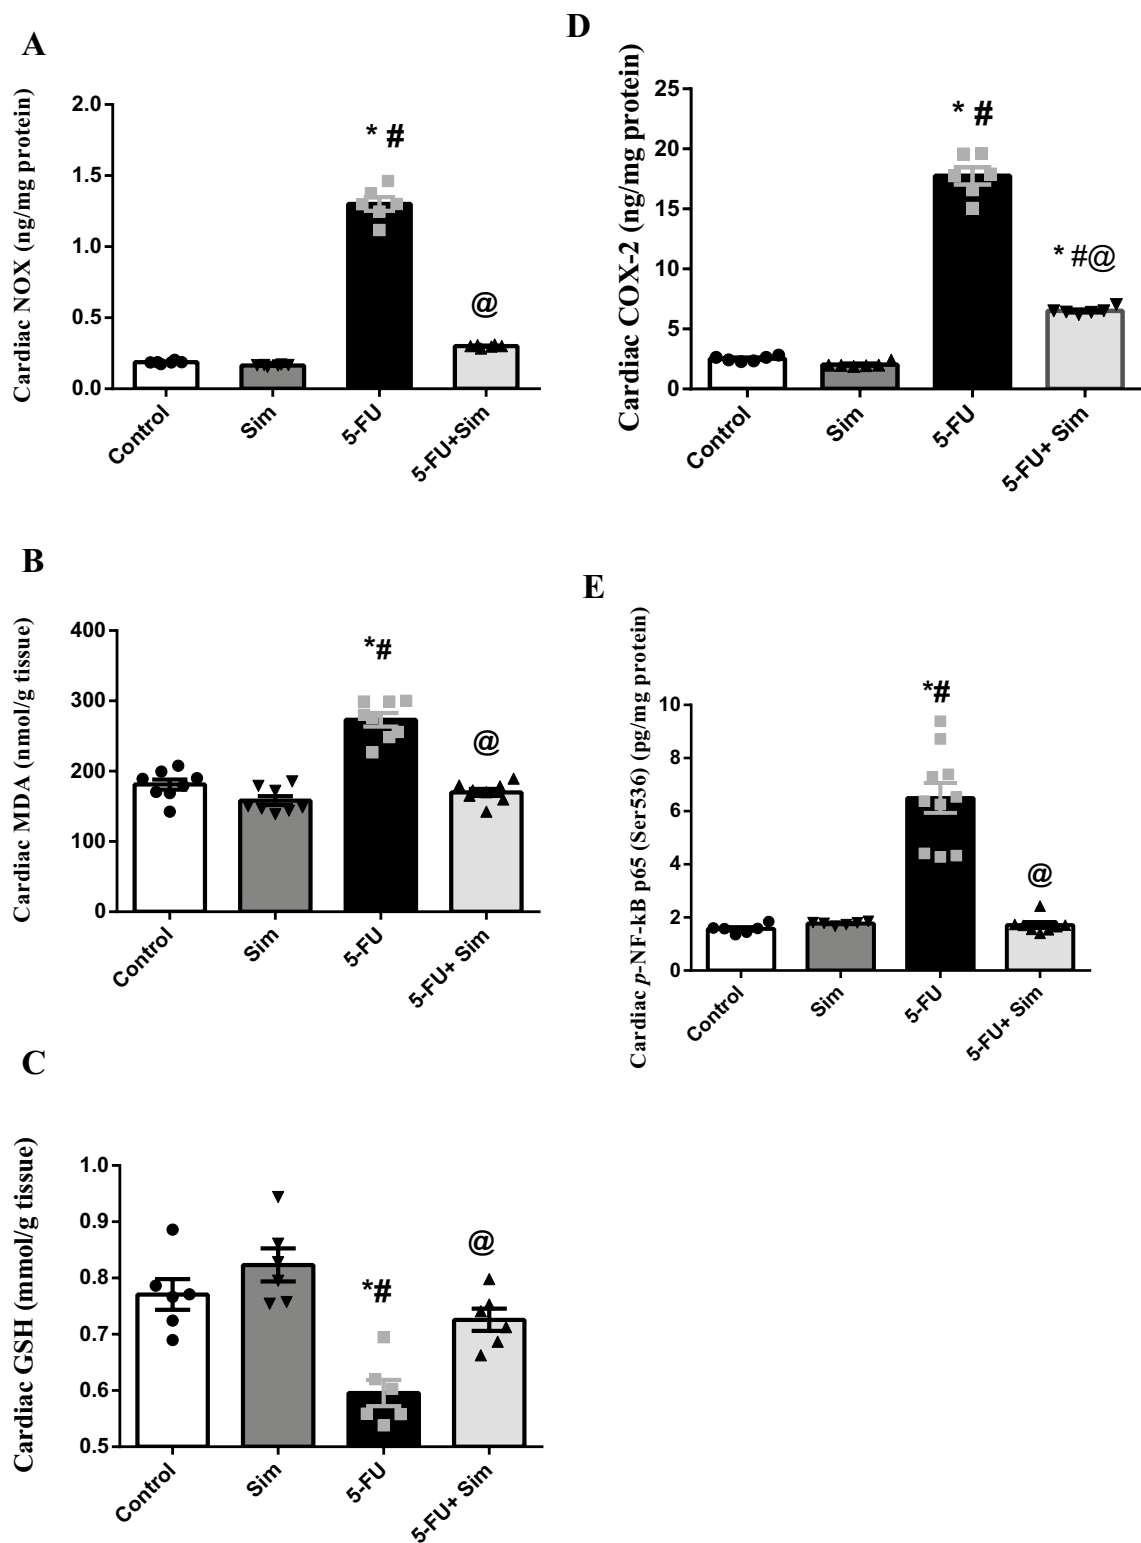 A
Cardiac NOX (ng/mg protein)
2.0
1.5
1.0
0.5
0.0
* #
@
Control
Sim
5-FU
5-FU+Sim
D
Cardiac COX-2 (ng/mg protein)
25
20
15
10
5
0
* #
* #@
Control
Sim
5-FU
5-FU+ Sim
B
Cardiac MDA (nmol/g tissue)
400
300
200
100
0
*#
@
Control
Sim
5-FU
5-FU+ Sim
E
Cardiac p-NF-kB p65 (Ser536) (pg/mg protein)
10
8
6
4
2
0
*#
@
Control
Sim
5-FU
5-FU+ Sim
C
Cardiac GSH (mmol/g tissue)
1.0
0.9
0.8
0.7
0.6
0.5
*#
@
Control
Sim
5-FU
5-FU+ Sim